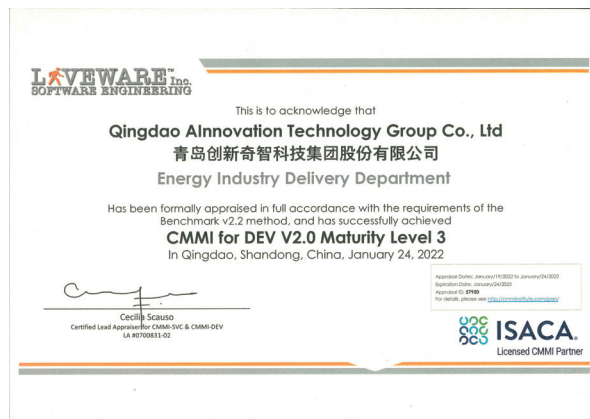 LIVEWARE™ Inc.
SOFTWARE ENGINEERING
This is to acknowledge that
Qingdao AInnovation Technology Group Co., Ltd
青岛创新奇智科技集团股份有限公司
Energy Industry Delivery Department
Has been formally appraised in full accordance with the requirements of the
Benchmark v2.2 method, and has successfully achieved
CMMI for DEV V2.0 Maturity Level 3
In Qingdao, Shandong, China, January 24, 2022
Appraisal Dates: January/19/2022 to January/24/2022
Expiration Date: January/24/2025
Appraisal ID: 57950
For details, please see http://cmmiinstitute.com/pars/
Cecilia Scauso
Certified Lead Appraiser for CMMI-SVC & CMMI-DEV
LA #0700831-02
ISACA.
Licensed CMMI Partner